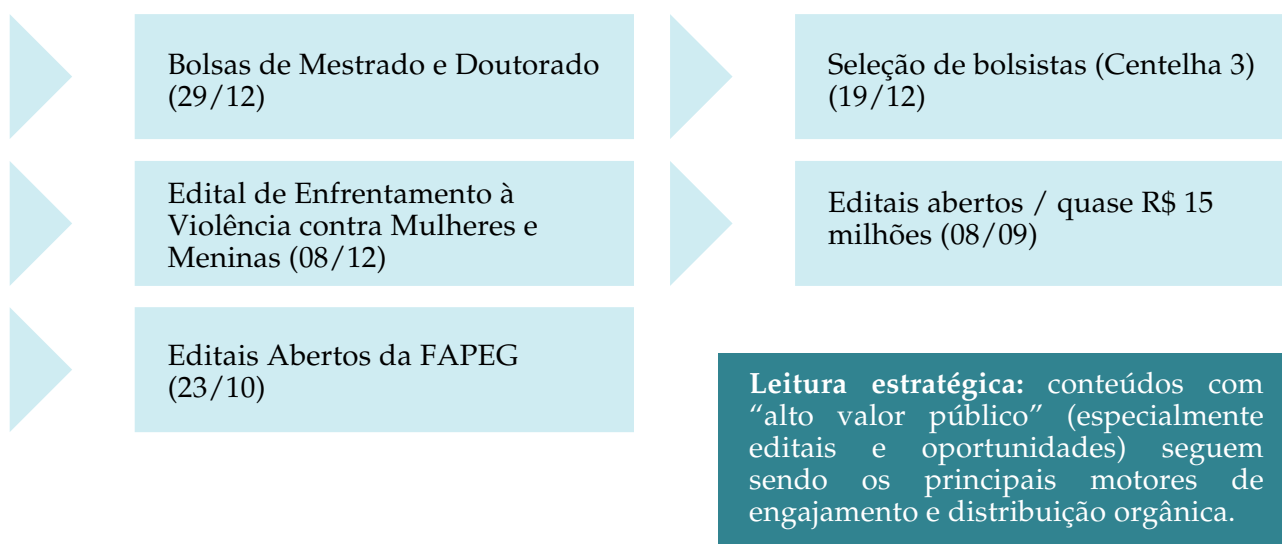 Bolsas de Mestrado e Doutorado
(29/12)
Seleção de bolsistas (Centelha 3)
(19/12)
Edital de Enfrentamento à
Violência contra Mulheres e
Meninas (08/12)
Editais abertos / quase R$ 15
milhões (08/09)
Editais Abertos da FAPEG
(23/10)
Leitura estratégica: conteúdos com
“alto valor público” (especialmente
editais e oportunidades) seguem
sendo os principais motores de
engajamento e distribuição orgânica.